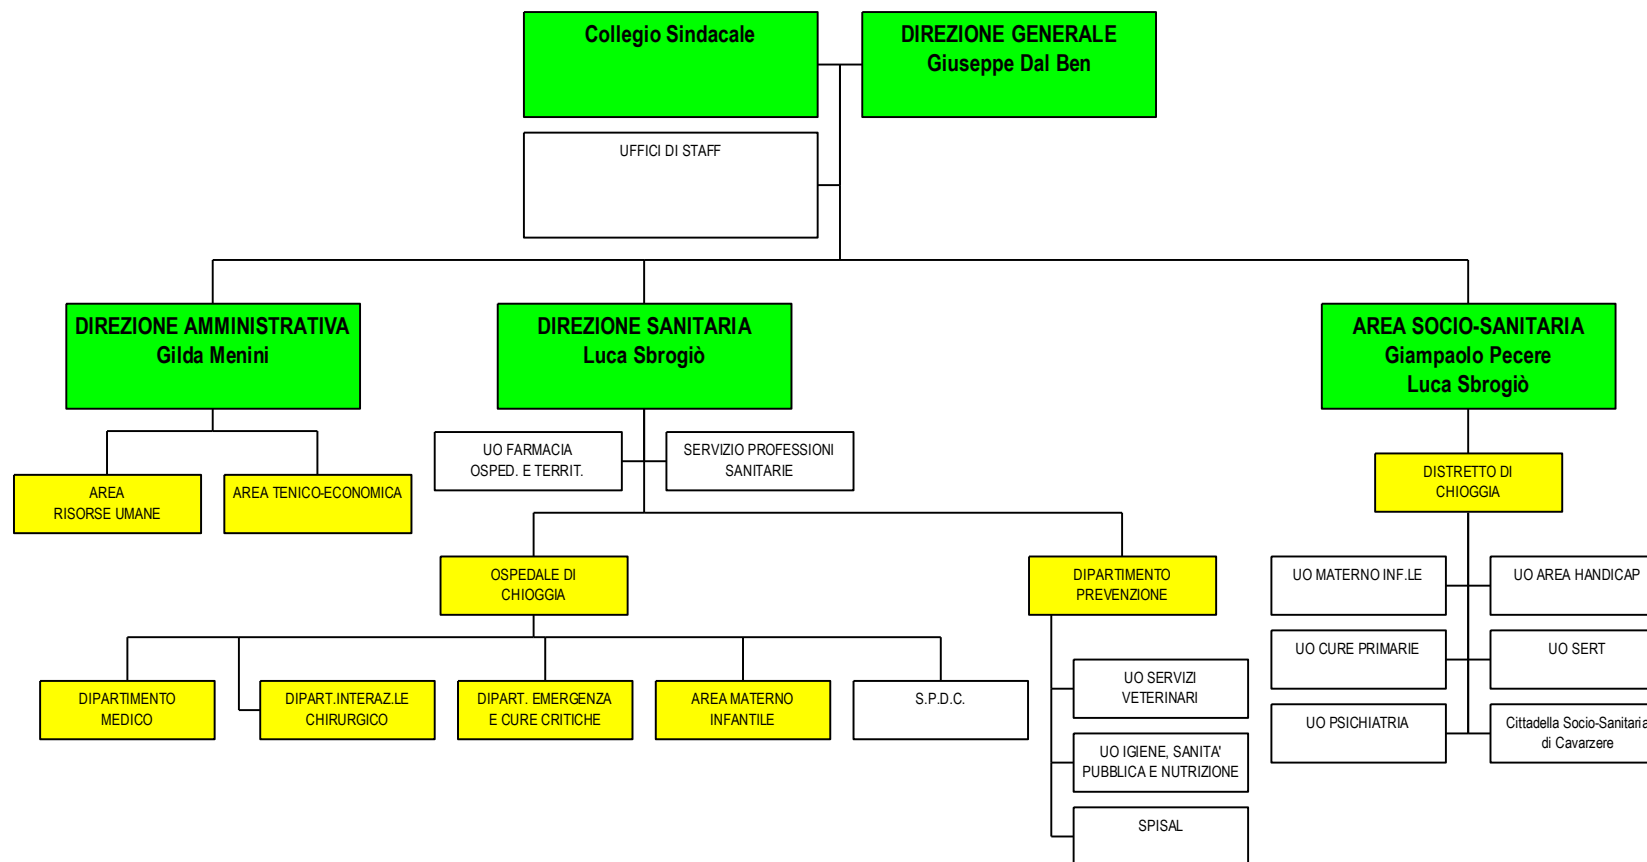 Collegio Sindacale
DIREZIONE GENERALE
Giuseppe Dal Ben
UFFICI DI STAFF
DIREZIONE AMMINISTRATIVA
Gilda Menini
DIREZIONE SANITARIA
Luca Sbrogiò
AREA SOCIO-SANITARIA
Giampaolo Pecere
Luca Sbrogiò
AREA
RISORSE UMANE
AREA TENICO-ECONOMICA
UO FARMACIA
OSPED. E TERRIT.
SERVIZIO PROFESSIONI
SANITARIE
DISTRETTO DI
CHIOGGIA
OSPEDALE DI
CHIOGGIA
DIPARTIMENTO
PREVENZIONE
DIPARTIMENTO
MEDICO
DIPART.INTERAZ.LE
CHIRURGICO
DIPART. EMERGENZA
E CURE CRITICHE
AREA MATERNO
INFANTILE
S.P.D.C.
UO SERVIZI
VETERINARI
UO IGIENE, SANITA'
PUBBLICA E NUTRIZIONE
SPISAL
UO MATERNO INF.LE
UO AREA HANDICAP
UO CURE PRIMARIE
UO SERT
UO PSICHIATRIA
Cittadella Socio-Sanitaria
di Cavarzere